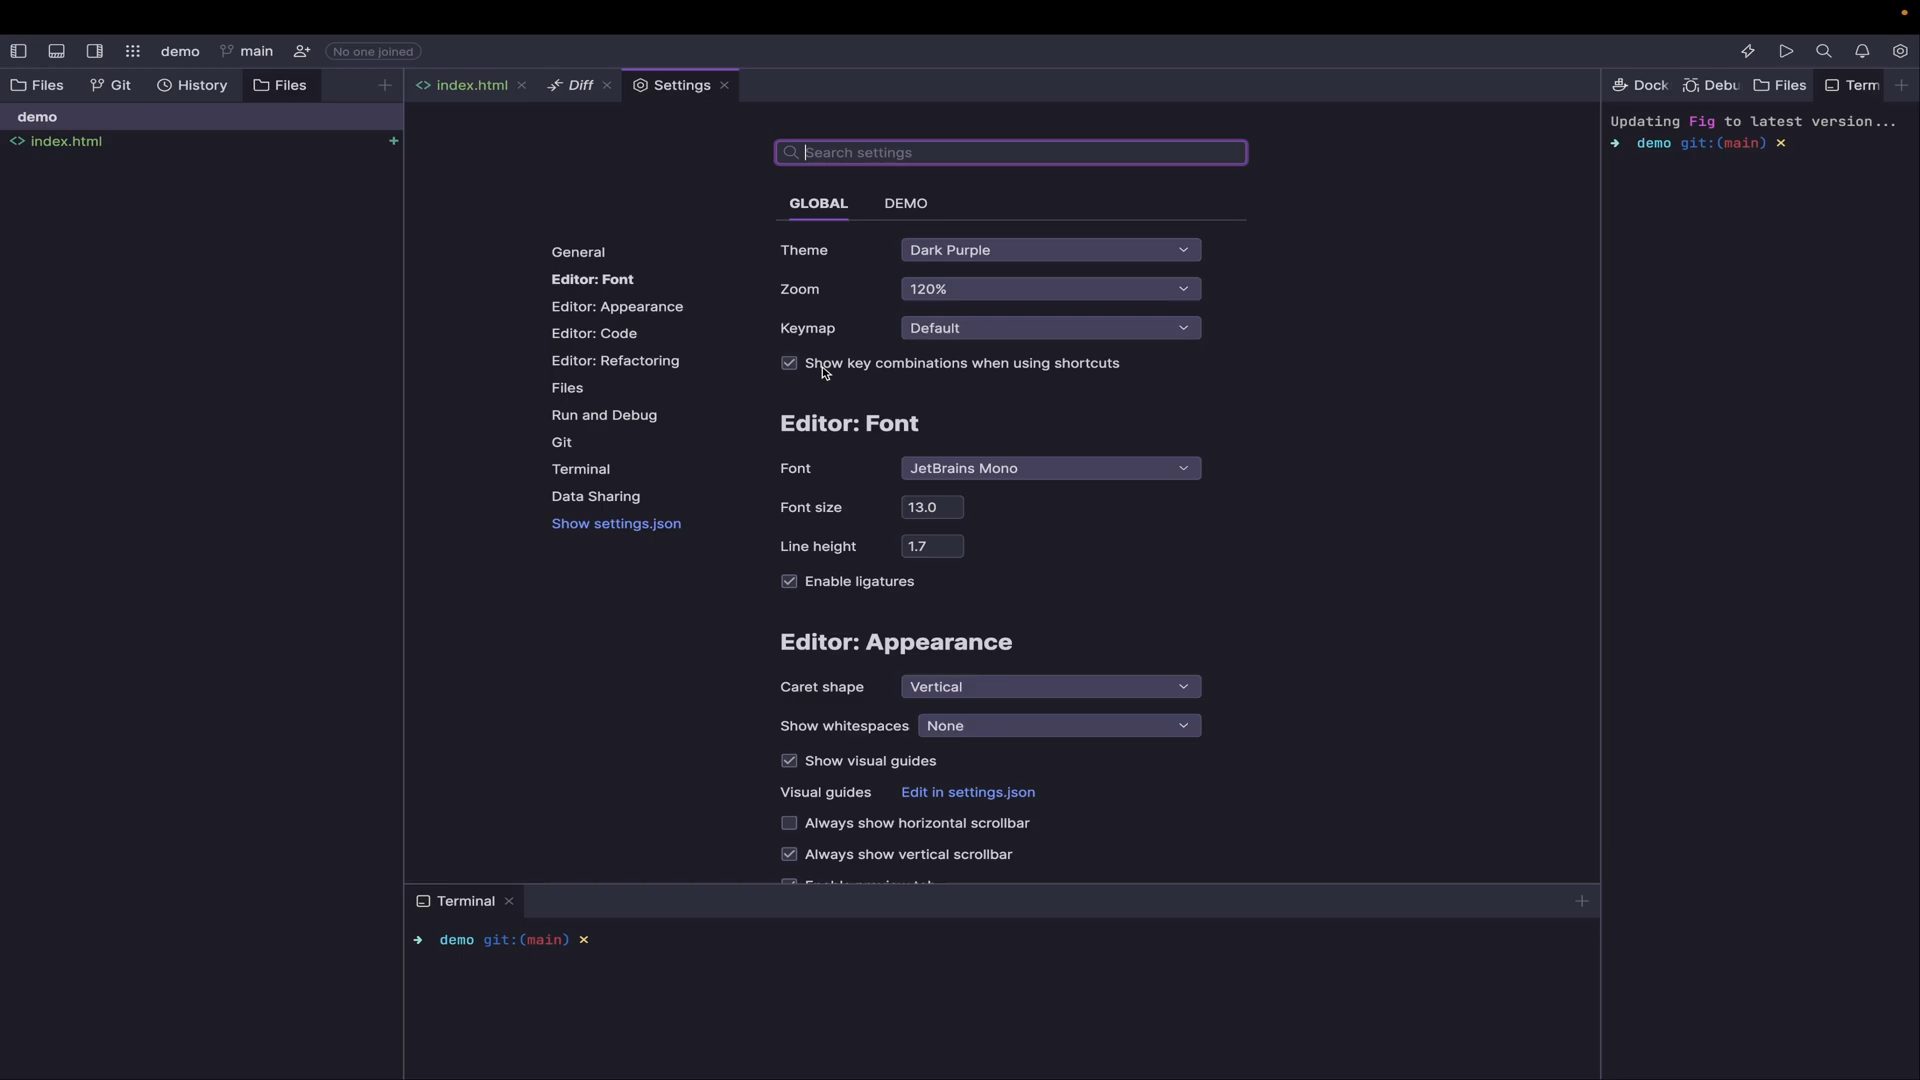 demo main No one joined
Files Git History Files
demo
index.html
index.html Diff Settings
Search settings
GLOBAL DEMO
General
Editor: Font
Editor: Appearance
Editor: Code
Editor: Refactoring
Files
Run and Debug
Git
Terminal
Data Sharing
Show settings.json
Theme Dark Purple
Zoom 120%
Keymap Default
Show key combinations when using shortcuts
Editor: Font
Font JetBrains Mono
Font size 13.0
Line height 1.7
Enable ligatures
Editor: Appearance
Caret shape Vertical
Show whitespaces None
Show visual guides
Visual guides Edit in settings.json
Always show horizontal scrollbar
Always show vertical scrollbar
Terminal
demo git:(main) ×
Dock Debu Files Term
Updating Fig to latest version...
demo git:(main) ×